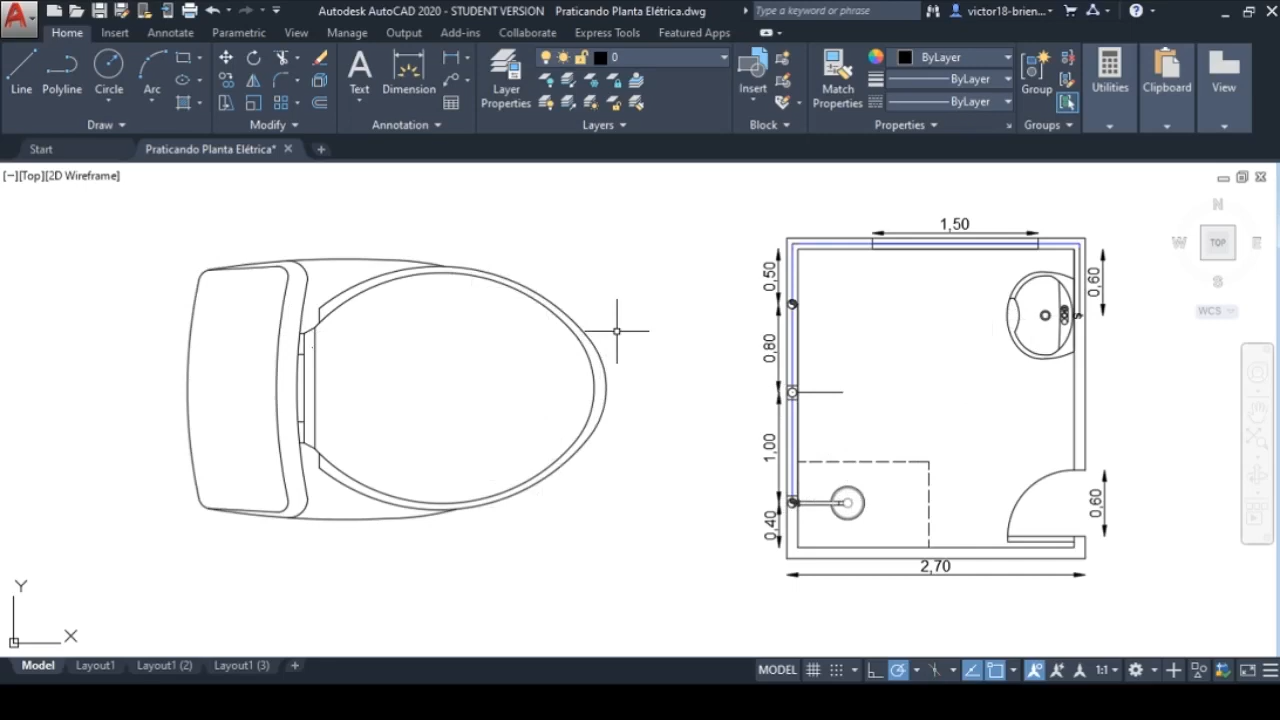 Autodesk AutoCAD 2020 - STUDENT VERSION Praticando Planta Elétrica.dwg Type a keyword or phrase victor18-brien...
Home Insert Annotate Parametric View Manage Output Add-ins Collaborate Express Tools Featured Apps
Line Polyline Circle Arc Text Dimension Layer Properties 0 Insert Match Properties ByLayer ByLayer ByLayer Group Utilities Clipboard View
Draw Modify Annotation Layers Block Properties Groups
Start Praticando Planta Elétrica*
[−][Top][2D Wireframe]
N
W TOP E
S
WCS
1,50
0,50
0,60
0,80
1,00
0,40
0,60
2,70
Y
X
Model Layout1 Layout1 (2) Layout1 (3) MODEL 1:1